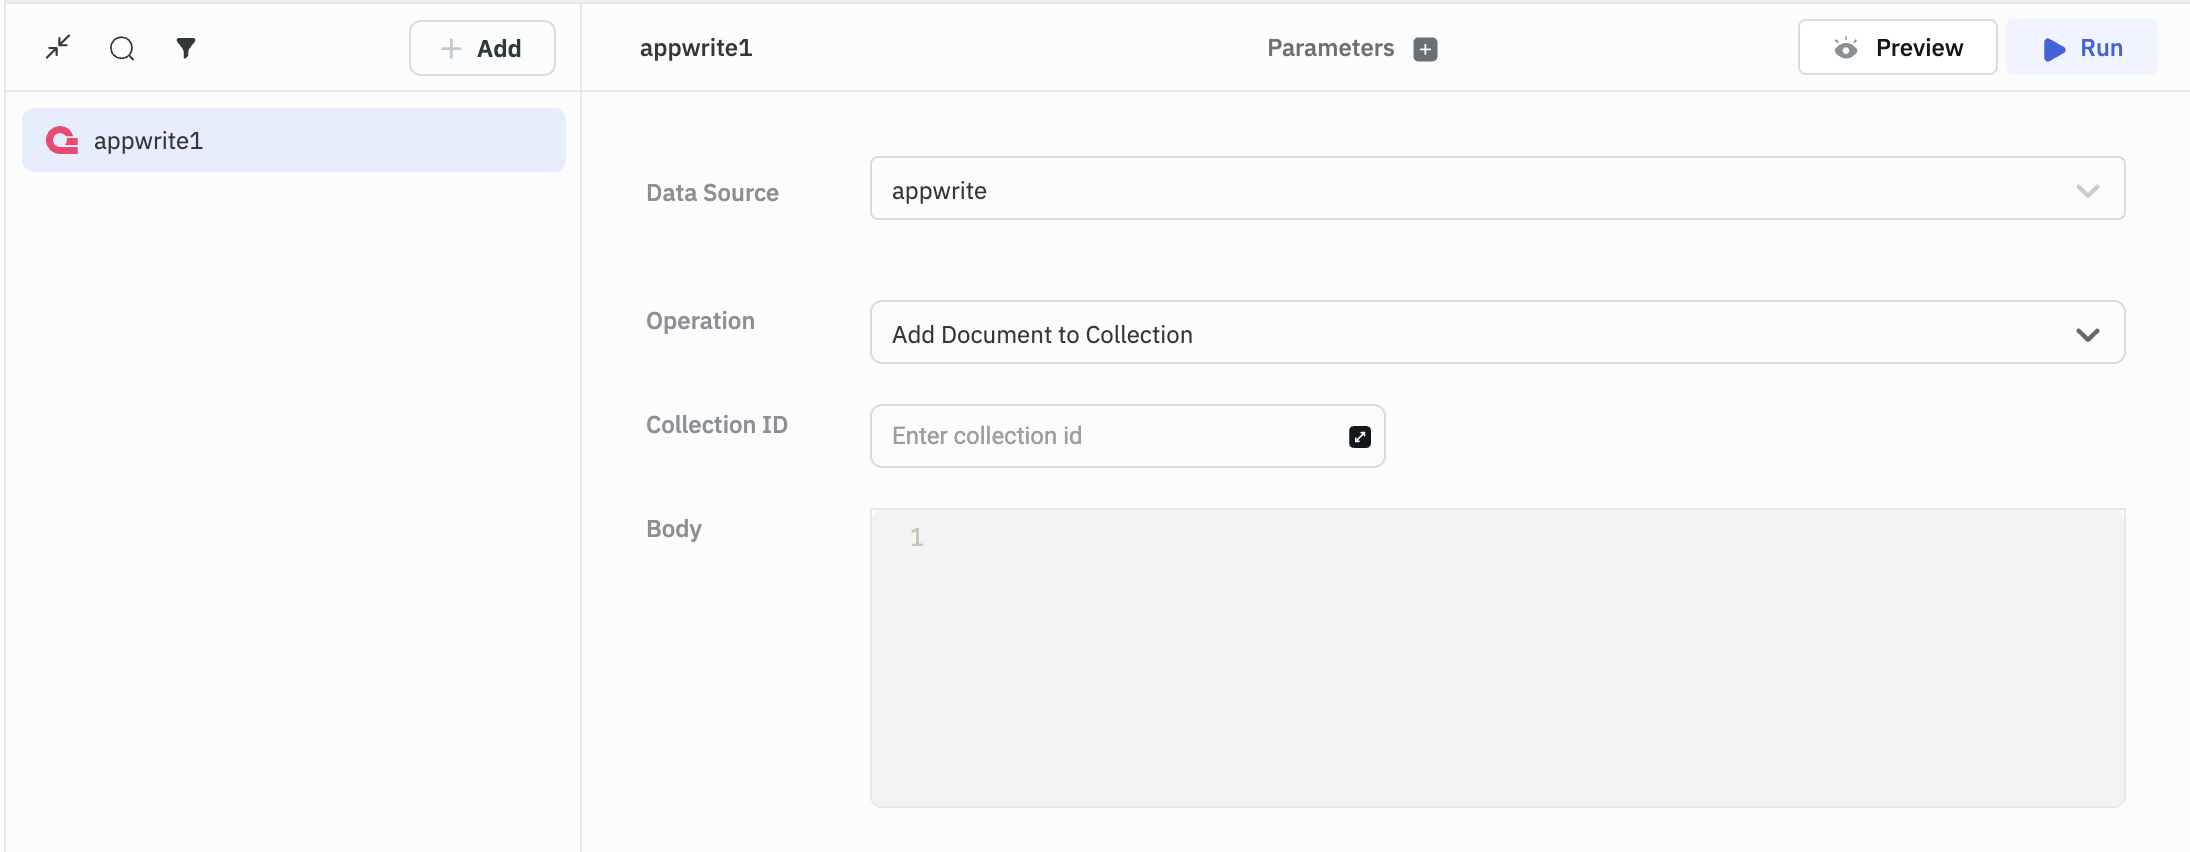 Add
appwrite1
Parameters
Preview
Run
appwrite1
Data Source
appwrite
Operation
Add Document to Collection
Collection ID
Enter collection id
Body
1